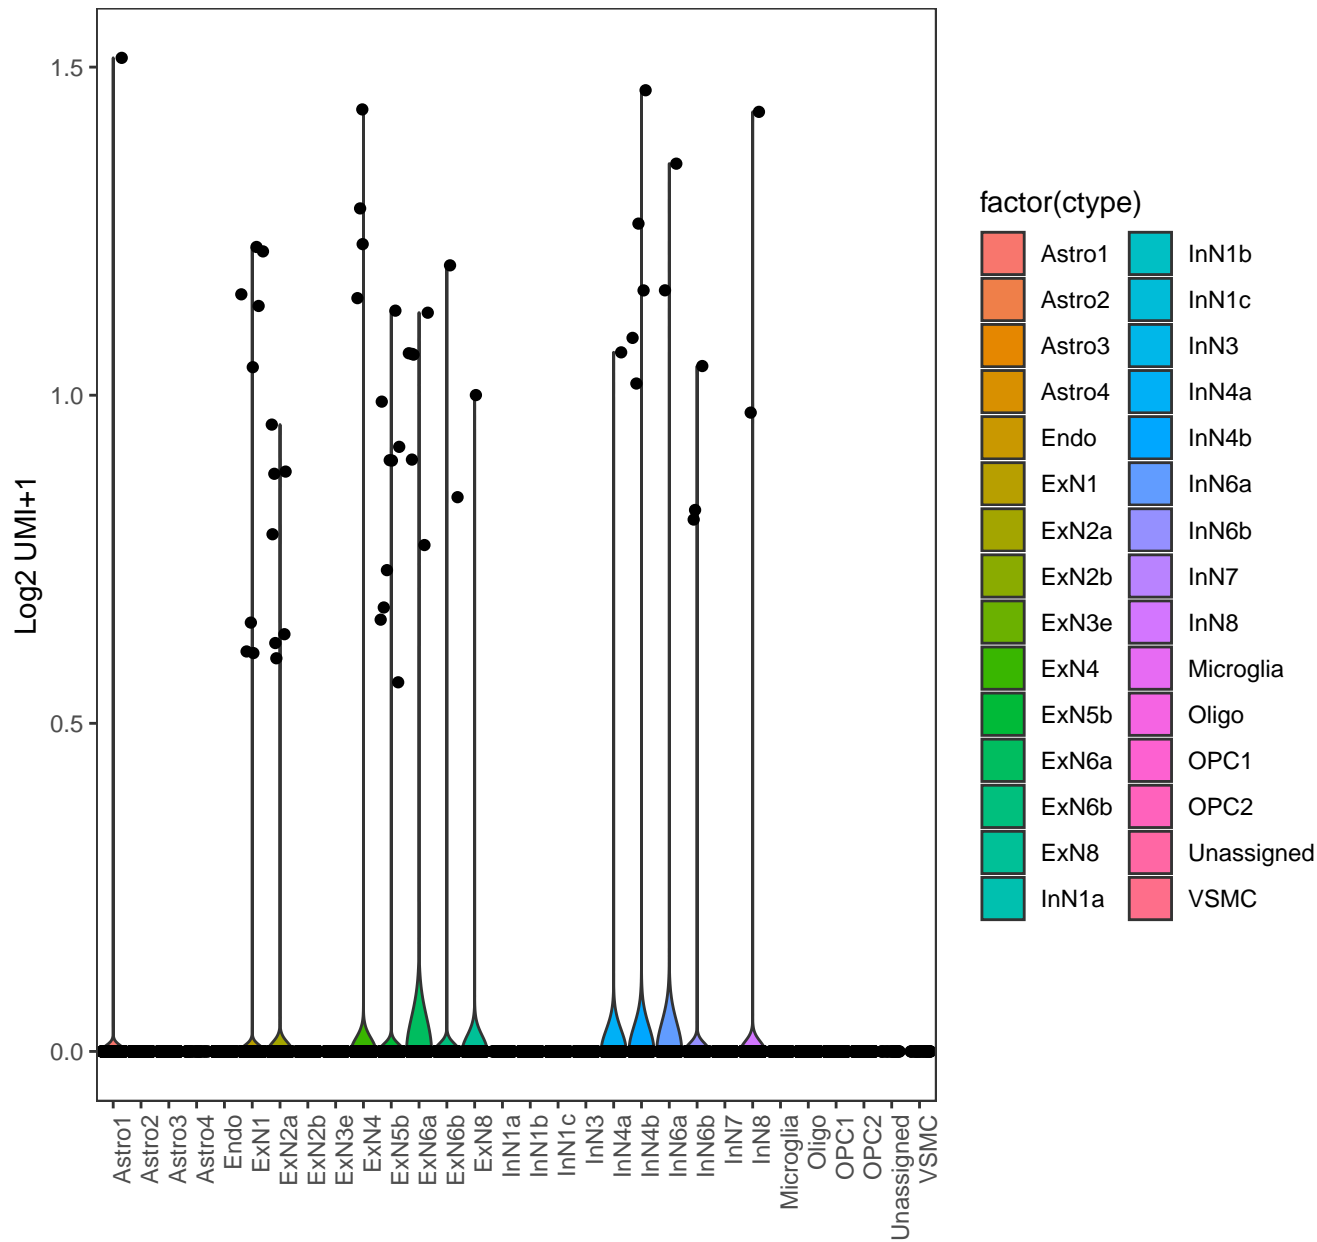 Log2 UMI+1
1.5
1.0
0.5
0.0
Astro1
Astro2
Astro3
Astro4
Endo
ExN1
ExN2a
ExN2b
ExN3e
ExN4
ExN5b
ExN6a
ExN6b
ExN8
InN1a
InN1b
InN1c
InN3
InN4a
InN4b
InN6a
InN6b
InN7
InN8
Microglia
Oligo
OPC1
OPC2
Unassigned
VSMC
factor(ctype)
Astro1 InN1b
Astro2 InN1c
Astro3 InN3
Astro4 InN4a
Endo InN4b
ExN1 InN6a
ExN2a InN6b
ExN2b InN7
ExN3e InN8
ExN4 Microglia
ExN5b Oligo
ExN6a OPC1
ExN6b OPC2
ExN8 Unassigned
InN1a VSMC